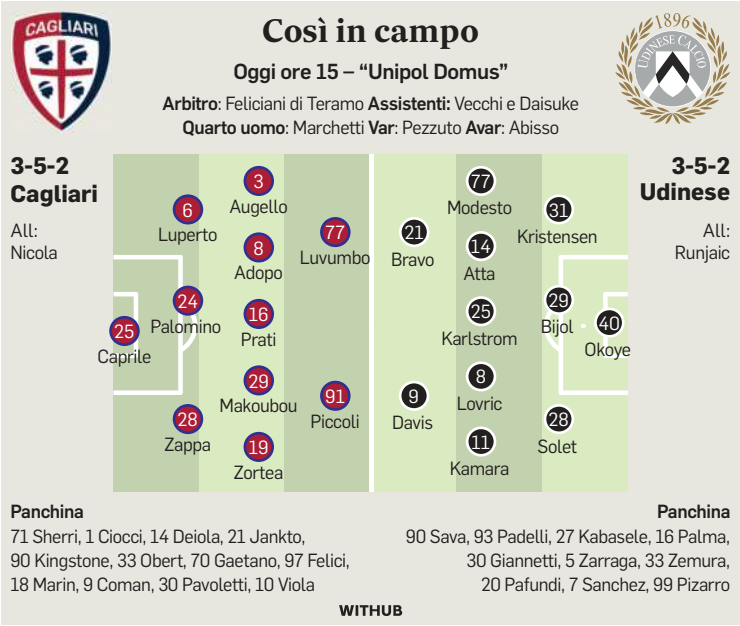 CAGLIARI
Così in campo
Oggi ore 15 – “Unipol Domus”
Arbitro: Feliciani di Teramo Assistenti: Vecchi e Daisuke
Quarto uomo: Marchetti Var: Pezzuto Avar: Abisso
1896
UDINESE CALCIO
3-5-2
Cagliari
All:
Nicola
3-5-2
Udinese
All:
Runjaic
25
Caprile
6
Luperto
24
Palomino
28
Zappa
3
Augello
8
Adopo
16
Prati
29
Makoubou
19
Zortea
77
Luvumbo
91
Piccoli
21
Bravo
9
Davis
77
Modesto
14
Atta
25
Karlstrom
8
Lovric
11
Kamara
31
Kristensen
29
Bijol
28
Solet
40
Okoye
Panchina
71 Sherri, 1 Ciocci, 14 Deiola, 21 Jankto,
90 Kingstone, 33 Obert, 70 Gaetano, 97 Felici,
18 Marin, 9 Coman, 30 Pavoletti, 10 Viola
Panchina
90 Sava, 93 Padelli, 27 Kabasele, 16 Palma,
30 Giannetti, 5 Zarraga, 33 Zemura,
20 Pafundi, 7 Sanchez, 99 Pizarro
WITHUB